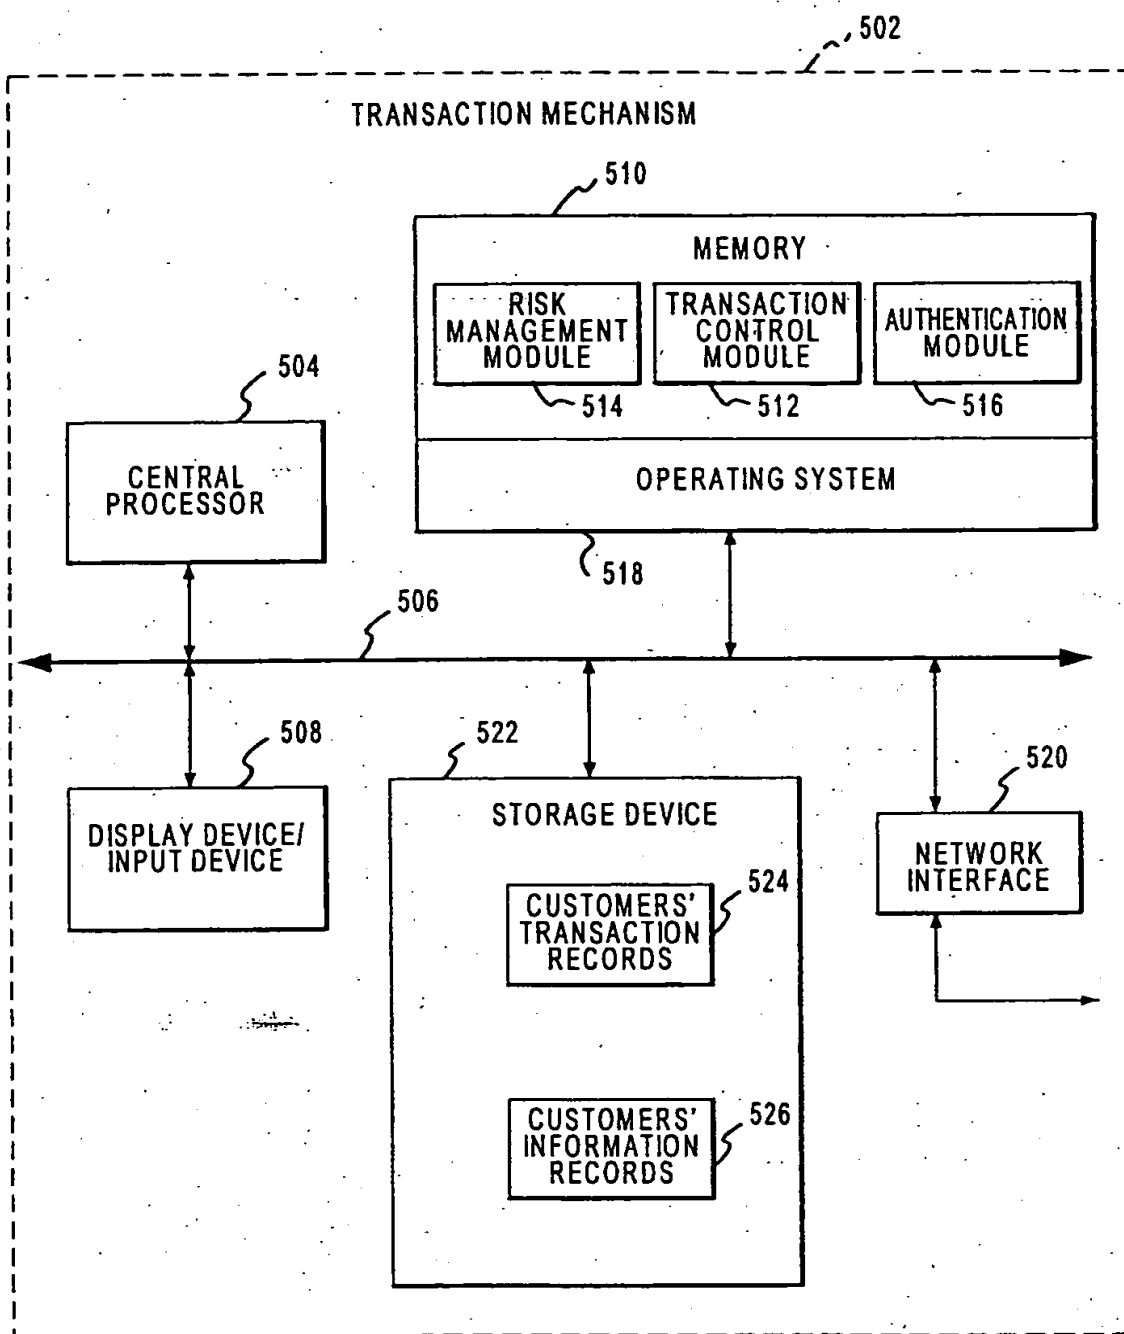 502
TRANSACTION MECHANISM
510
MEMORY
RISK
MANAGEMENT
MODULE
514
TRANSACTION
CONTROL
MODULE
512
AUTHENTICATION
MODULE
516
504
CENTRAL
PROCESSOR
OPERATING SYSTEM
518
506
508
DISPLAY DEVICE/
INPUT DEVICE
522
STORAGE DEVICE
524
CUSTOMERS'
TRANSACTION
RECORDS
526
CUSTOMERS'
INFORMATION
RECORDS
520
NETWORK
INTERFACE